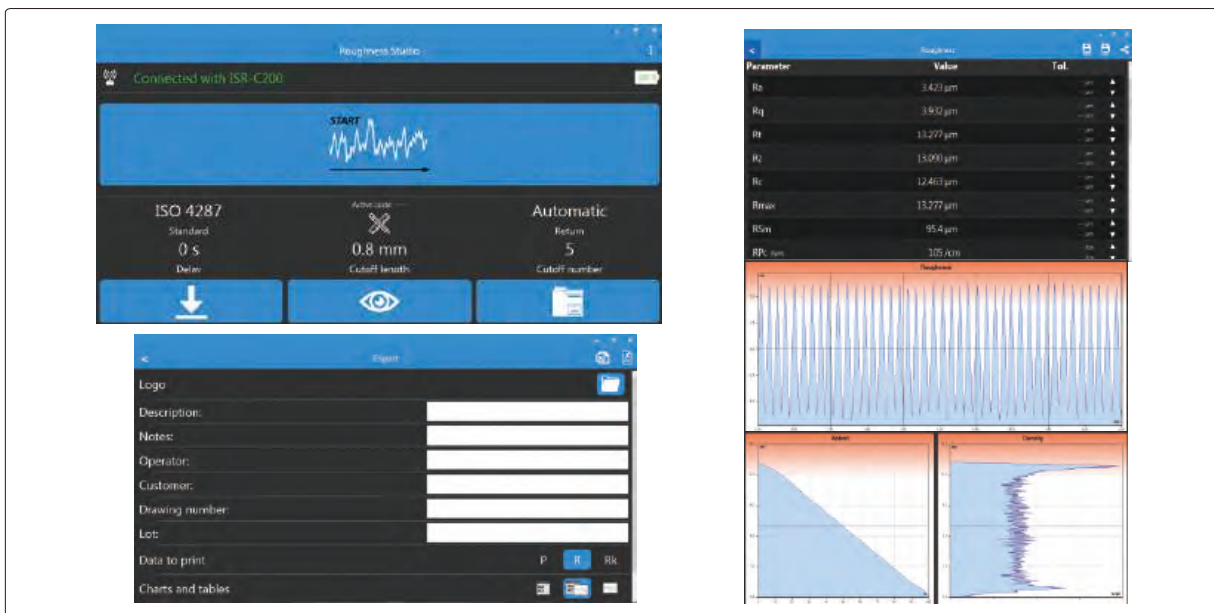 Roughness Studio
Connected with ISR-C200
START
ISO 4287
Standard
0 s
Delay
0.8 mm
Cutoff length
Automatic
Return
5
Cutoff number
Export
Logo
Description:
Notes:
Operator:
Customer:
Drawing number:
Lot:
Data to print P R Rk
Charts and tables
Roughness
Parameter Value Tol.
Ra 3.423 µm
Rq 3.932 µm
Rt 13.277 µm
Rz 13.090 µm
Rc 12.463 µm
Rmax 13.277 µm
RSm 95.4 µm
RPc 105 /cm
Roughness
Abbott
Density